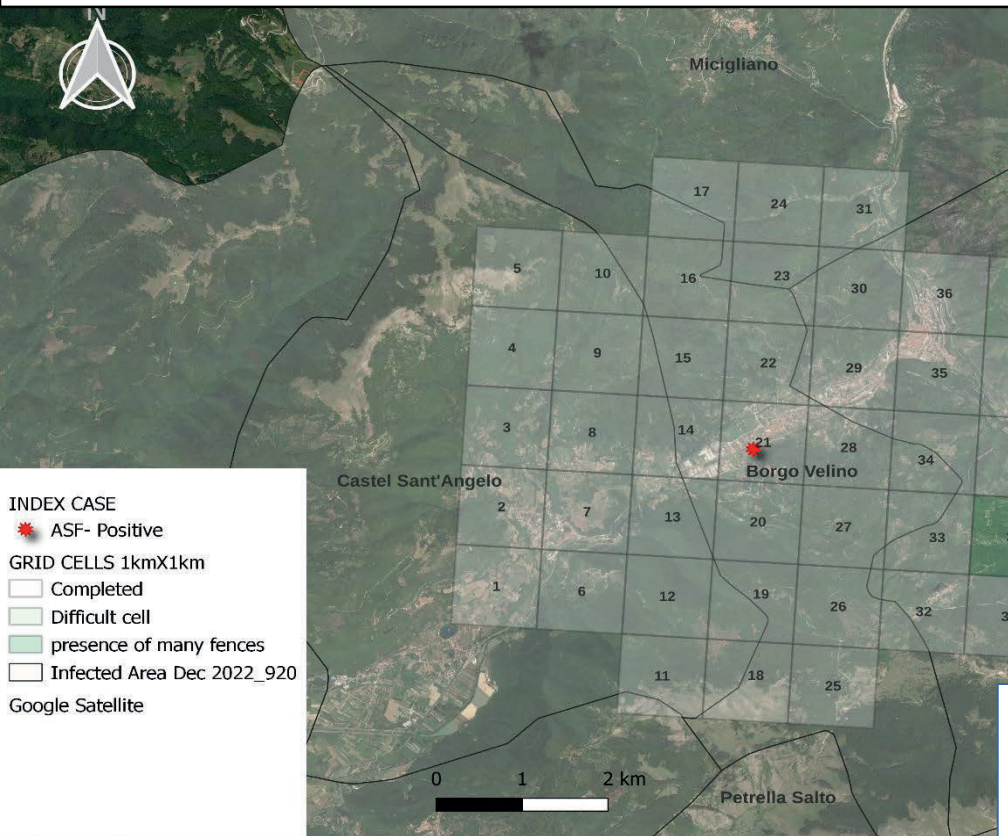 N
Micigliano
17
24
31
5
10
16
23
30
36
4
9
15
22
29
35
3
8
14
21
28
34
Castel Sant'Angelo
Borgo Velino
2
7
13
20
27
33
1
6
12
19
26
32
11
18
25
INDEX CASE
ASF- Positive
GRID CELLS 1kmX1km
Completed
Difficult cell
presence of many fences
Infected Area Dec 2022_920
Google Satellite
0 1 2 km
Petrella Salto